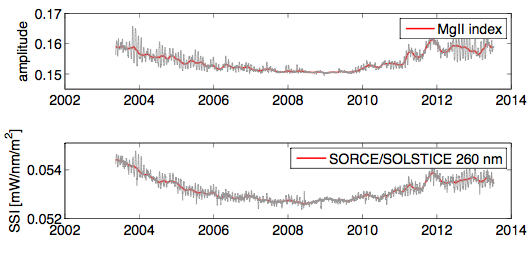 0.17
MgII index
0.16
0.15
amplitude
2002 2004 2006 2008 2010 2012 2014
SORCE/SOLSTICE 260 nm
0.054
0.052
SSI [mW/nm/m²]
2002 2004 2006 2008 2010 2012 2014